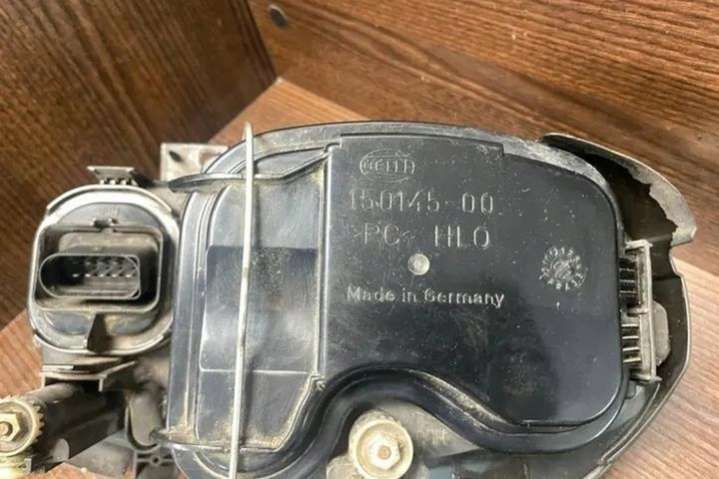 HELLA
150145-00
>PC< HLO
Made in Germany